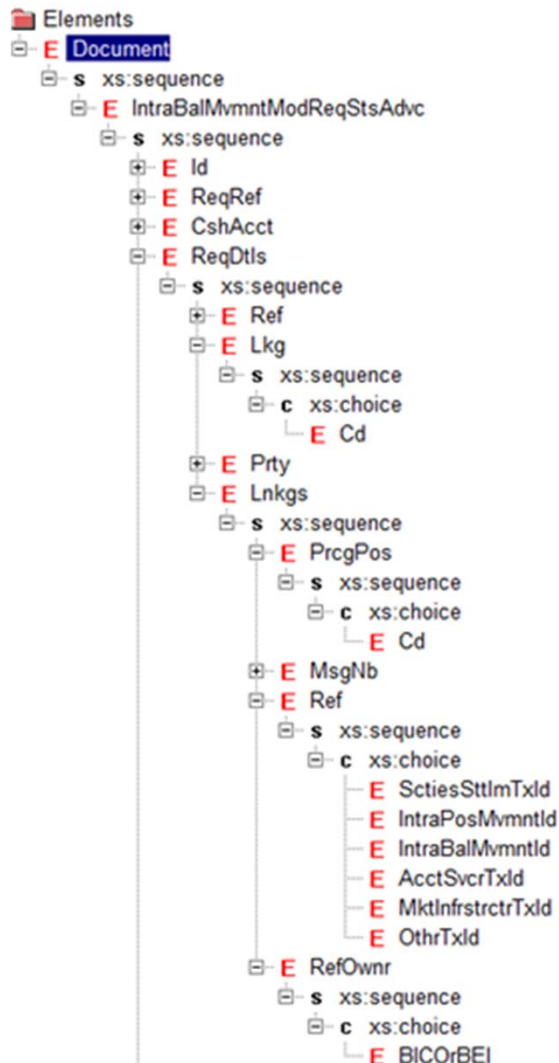 Elements
E Document
s xs:sequence
E IntraBalMvmntModReqStsAdvc
s xs:sequence
E Id
E ReqRef
E CshAcct
E ReqDtls
s xs:sequence
E Ref
E Lkg
s xs:sequence
c xs:choice
E Cd
E Prty
E Lnkgs
s xs:sequence
E PrcgPos
s xs:sequence
c xs:choice
E Cd
E MsgNb
E Ref
s xs:sequence
c xs:choice
E SctiesSttlmTxId
E IntraPosMvmntId
E IntraBalMvmntId
E AcctSvcrTxId
E MktInfrstrctrTxId
E OthrTxId
E RefOwnr
s xs:sequence
c xs:choice
E BICOrBEI